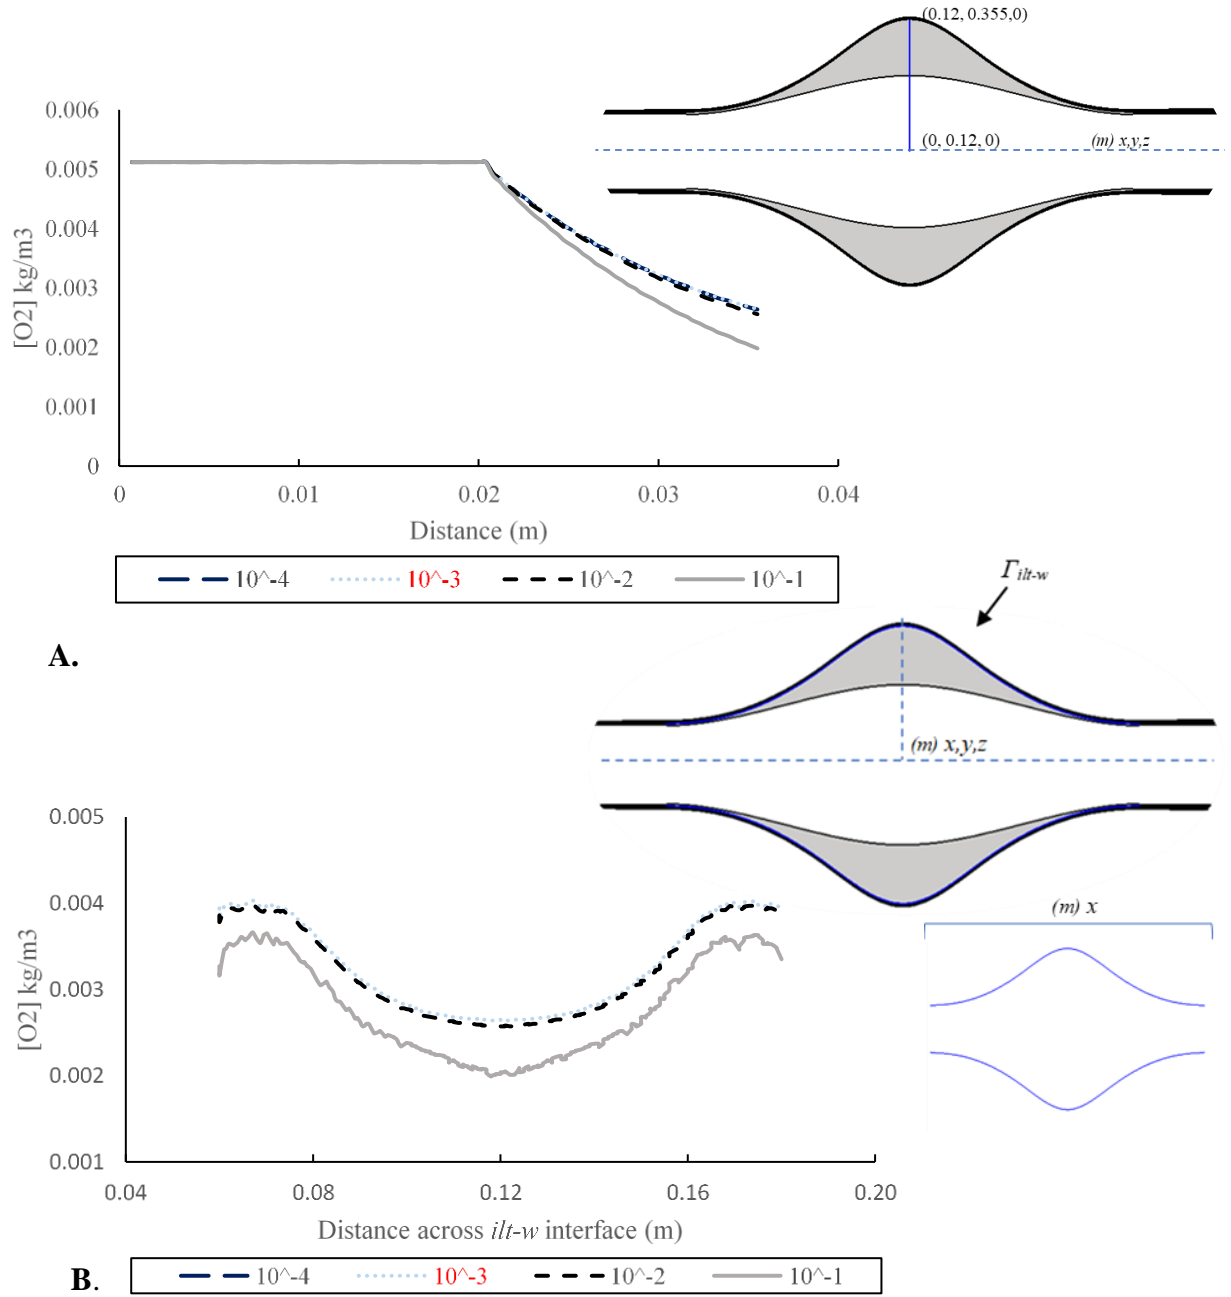 (0.12, 0.355,0)
0.006
(0, 0.12, 0)
(m) x,y,z
0.005
0.004
[O2] kg/m3
0.003
0.002
0.001
0
0 0.01 0.02 0.03 0.04
Distance (m)
10^-4 10^-3 10^-2 10^-1
Γilt-w
A.
(m) x,y,z
0.005
0.004
(m) x
[O2] kg/m3
0.003
0.002
0.001
0.04 0.08 0.12 0.16 0.20
Distance across ilt-w interface (m)
10^-4 10^-3 10^-2 10^-1
B.